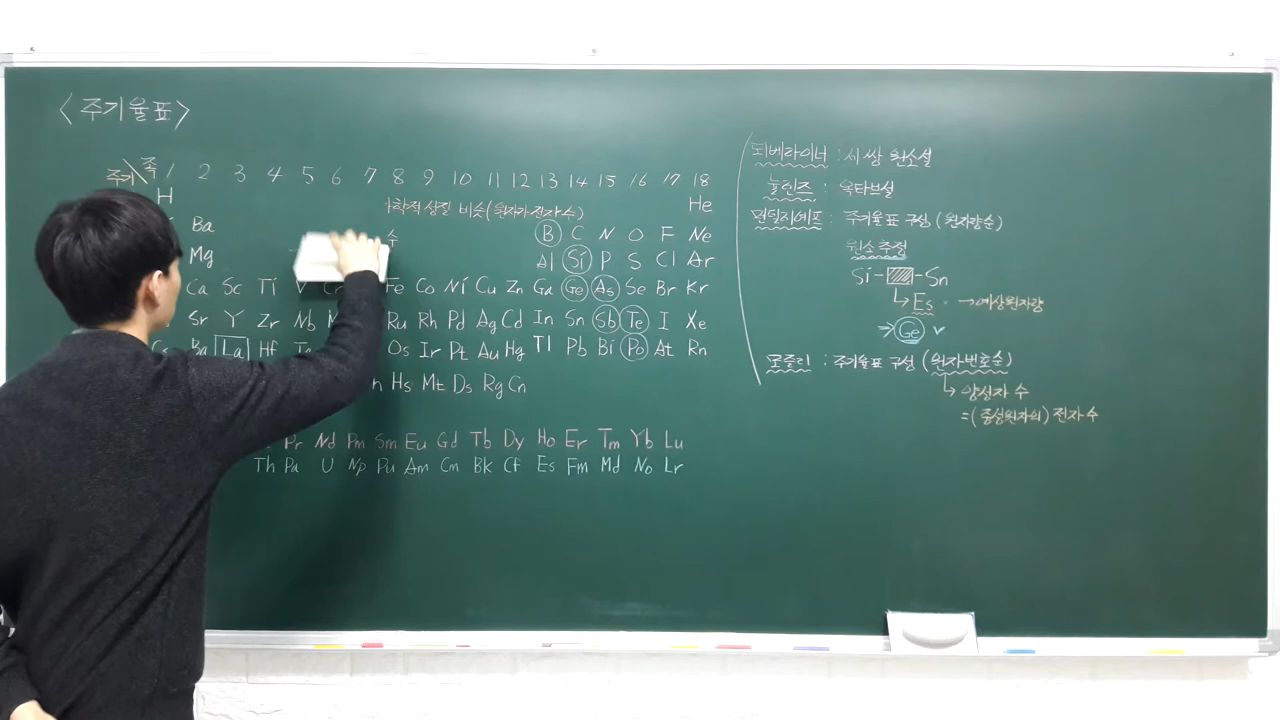 <주기율표>
주기 족 1 2 3 4 5 6 7 8 9 10 11 12 13 14 15 16 17 18
H He
학적 성질 비슷(원자가 전자 수)
Ba B C N O F Ne
수
Mg Al Si P S Cl Ar
Ca Sc Ti V Fe Co Ni Cu Zn Ga Ge As Se Br Kr
Sr Y Zr Nb Ru Rh Pd Ag Cd In Sn Sb Te I Xe
Cs Ba La Hf Ta Os Ir Pt Au Hg Tl Pb Bi Po At Rn
Hs Mt Ds Rg Cn
Pr Nd Pm Sm Eu Gd Tb Dy Ho Er Tm Yb Lu
Th Pa U Np Pu Am Cm Bk Cf Es Fm Md No Lr
되베라이너 : 세 쌍 원소설
뉼린즈 : 옥타브설
멘델레예프 : 주기율표 구성 (원자량순)
원소 추정
Si- -Sn
↳ Es →예상원자량
⇒ Ge ✓
모즐리 : 주기율표 구성 (원자번호순)
↳ 양성자 수
=(중성원자의) 전자 수